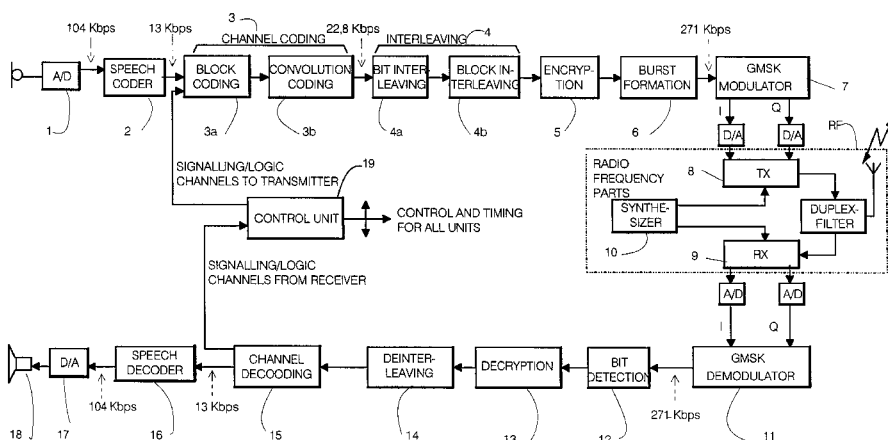 3
4
104 Kbps
13 Kbps
CHANNEL CODING
22,8 Kbps
INTERLEAVING
271 Kbps
A/D
SPEECH
CODER
BLOCK
CODING
CONVOLUTION
CODING
BIT INTER-
LEAVING
BLOCK IN-
TERLEAVING
ENCRYP-
TION
BURST
FORMATION
GMSK
MODULATOR
7
1
2
3a
3b
4a
4b
5
6
I
Q
D/A
D/A
RF
SIGNALLING/LOGIC
CHANNELS TO TRANSMITTER
19
RADIO
FREQUENCY
PARTS
8
TX
CONTROL UNIT
CONTROL AND TIMING
FOR ALL UNITS
SYNTHE-
SIZER
DUPLEX-
FILTER
10
9
RX
SIGNALLING/LOGIC
CHANNELS FROM RECEIVER
A/D
A/D
I
Q
D/A
SPEECH
DECODER
CHANNEL
DECODING
DEINTER-
LEAVING
DECRYPTION
BIT
DETECTION
GMSK
DEMODULATOR
104 Kbps
13 Kbps
271 Kbps
18
17
16
15
14
13
12
11